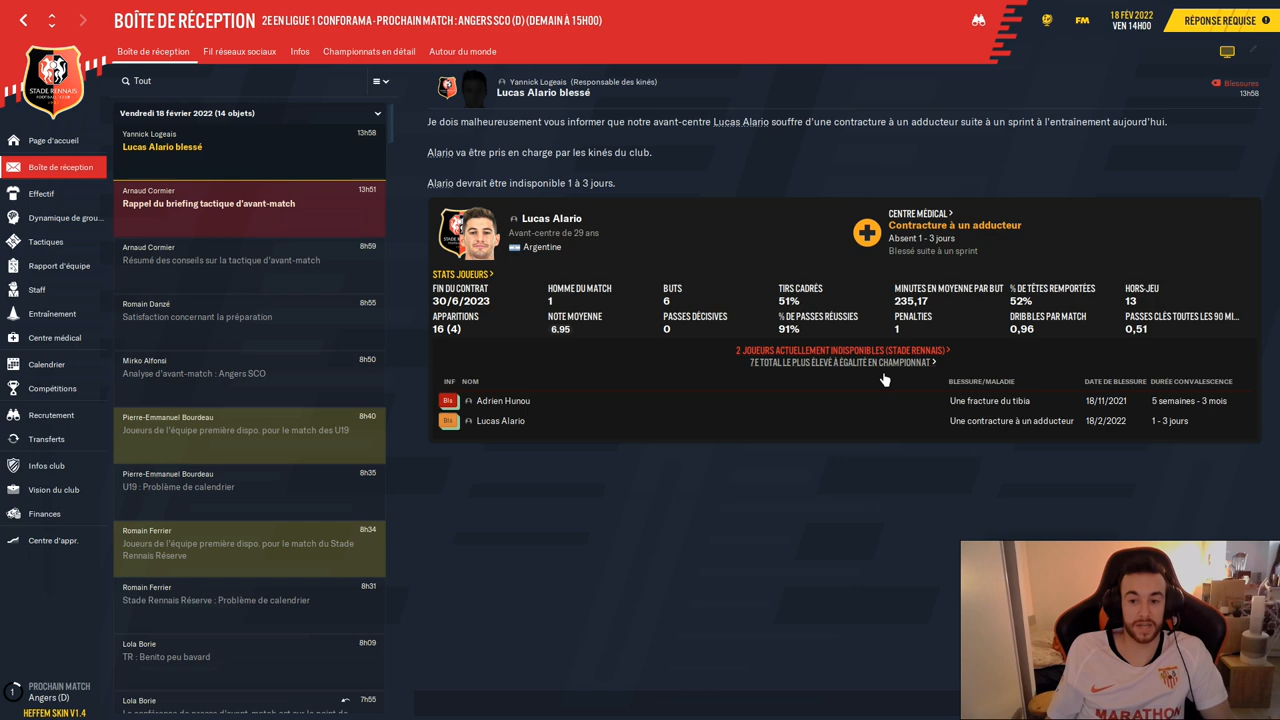 BOÎTE DE RÉCEPTION 2E EN LIGUE 1 CONFORAMA · PROCHAIN MATCH : ANGERS SCO (D) (DEMAIN À 15H00)
FM
18 FÉV 2022
VEN 14H00
RÉPONSE REQUISE
Boîte de réception
Fil réseaux sociaux
Infos
Championnats en détail
Autour du monde
STADE RENNAIS
Page d'accueil
Boîte de réception
Effectif
Dynamique de grou...
Tactiques
Rapport d'équipe
Staff
Entraînement
Centre médical
Calendrier
Compétitions
Recrutement
Transferts
Infos club
Vision du club
Finances
Centre d'appr.
1
PROCHAIN MATCH
Angers (D)
HEFFEM SKIN V1.4
Tout
Vendredi 18 février 2022 (14 objets)
Yannick Logeais 13h58
Lucas Alario blessé
Arnaud Cormier 13h51
Rappel du briefing tactique d'avant-match
Arnaud Cormier 8h59
Résumé des conseils sur la tactique d'avant-match
Romain Danzé 8h55
Satisfaction concernant la préparation
Mirko Alfonsi 8h50
Analyse d'avant-match : Angers SCO
Pierre-Emmanuel Bourdeau 8h40
Joueurs de l'équipe première dispo. pour le match des U19
Pierre-Emmanuel Bourdeau 8h35
U19 : Problème de calendrier
Romain Ferrier 8h34
Joueurs de l'équipe première dispo. pour le match du Stade
Rennais Réserve
Romain Ferrier 8h31
Stade Rennais Réserve : Problème de calendrier
Lola Borie 8h09
TR : Benito peu bavard
Lola Borie 7h55
La conférence de presse d'avant-match est sur le point de
Yannick Logeais (Responsable des kinés)
Lucas Alario blessé
Blessures
13h58
Je dois malheureusement vous informer que notre avant-centre Lucas Alario souffre d'une contracture à un adducteur suite à un sprint à l'entraînement aujourd'hui.
Alario va être pris en charge par les kinés du club.
Alario devrait être indisponible 1 à 3 jours.
Lucas Alario
Avant-centre de 29 ans
Argentine
CENTRE MÉDICAL
Contracture à un adducteur
Absent 1 - 3 jours
Blessé suite à un sprint
STATS JOUEURS
FIN DU CONTRAT HOMME DU MATCH BUTS TIRS CADRÉS MINUTES EN MOYENNE PAR BUT % DE TÊTES REMPORTÉES HORS-JEU
30/6/2023 1 6 51% 235,17 52% 13
APPARITIONS NOTE MOYENNE PASSES DÉCISIVES % DE PASSES RÉUSSIES PENALTIES DRIBBLES PAR MATCH PASSES CLÉS TOUTES LES 90 MI...
16 (4) 6.95 0 91% 1 0,96 0,51
2 JOUEURS ACTUELLEMENT INDISPONIBLES (STADE RENNAIS)
7E TOTAL LE PLUS ÉLEVÉ À ÉGALITÉ EN CHAMPIONNAT
INF NOM BLESSURE/MALADIE DATE DE BLESSURE DURÉE CONVALESCENCE
Bls Adrien Hunou Une fracture du tibia 18/11/2021 5 semaines - 3 mois
Bls Lucas Alario Une contracture à un adducteur 18/2/2022 1 - 3 jours
MARATHON